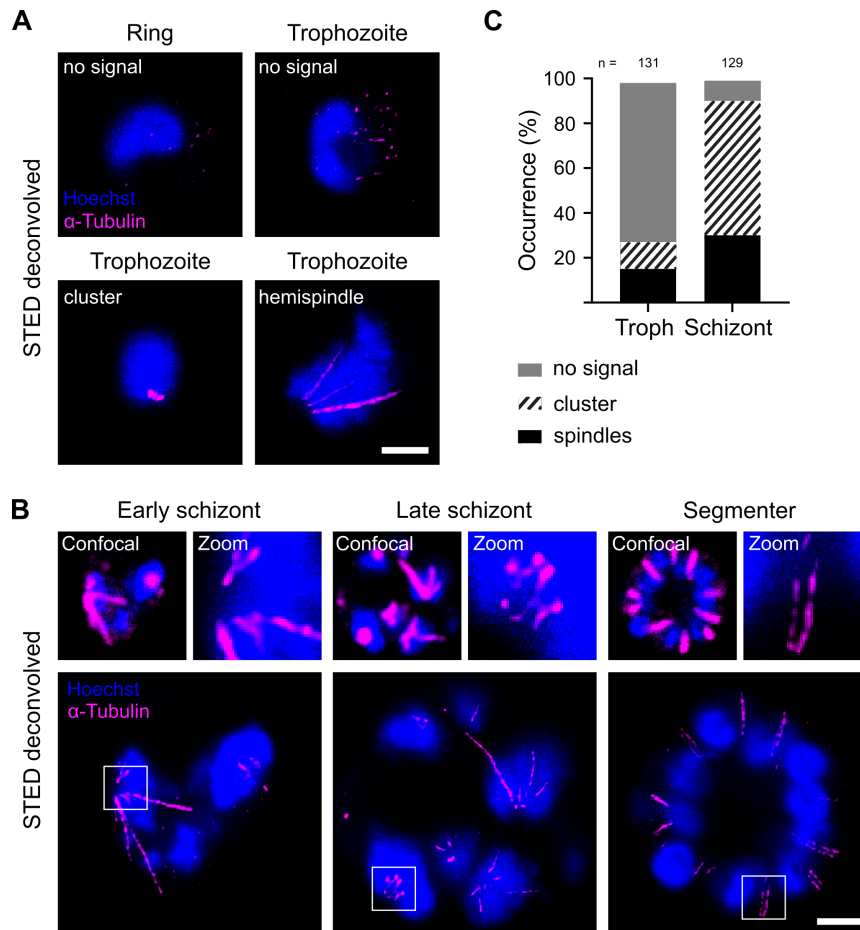 A
Ring
Trophozoite
no signal
no signal
Hoechst
α-Tubulin
Trophozoite
Trophozoite
cluster
hemispindle
STED deconvolved
C
n = 131 129
100
80
60
40
20
Occurrence (%)
Troph Schizont
no signal
cluster
spindles
B
Early schizont
Late schizont
Segmenter
Confocal
Zoom
Confocal
Zoom
Confocal
Zoom
Hoechst
α-Tubulin
STED deconvolved